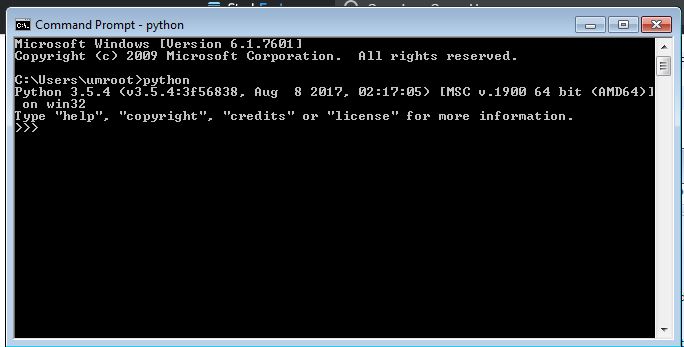 Command Prompt - python
Microsoft Windows [Version 6.1.7601]
Copyright (c) 2009 Microsoft Corporation.  All rights reserved.
C:\Users\umroot>python
Python 3.5.4 (v3.5.4:3f56838, Aug  8 2017, 02:17:05) [MSC v.1900 64 bit (AMD64)]
 on win32
Type "help", "copyright", "credits" or "license" for more information.
>>>